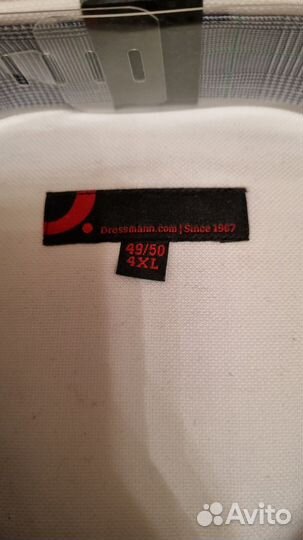 Dressmann.com | Since 1967
49/50
4XL
Avito